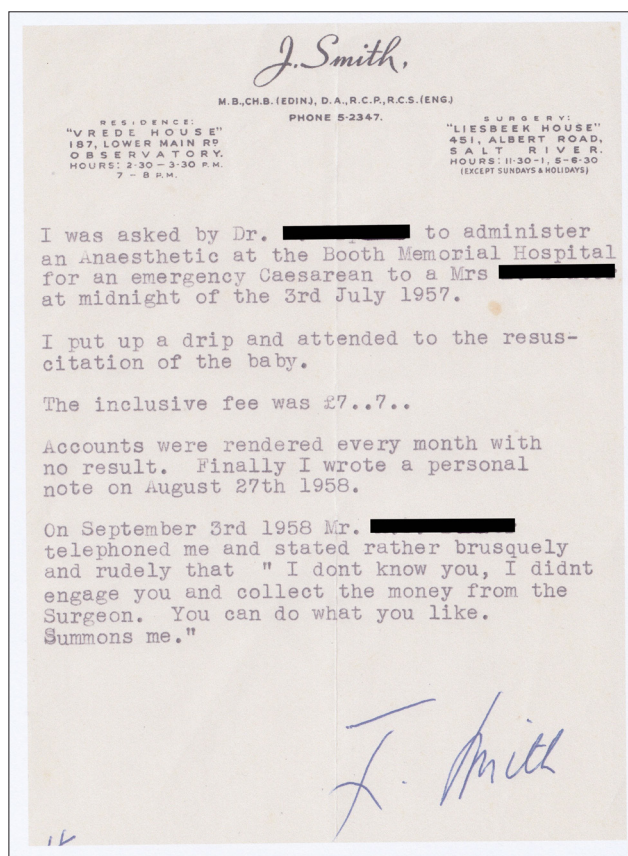 J. Smith,
M.B.,CH.B. (EDIN.), D.A., R.C.P., R.C.S. (ENG.)
PHONE 5-2347.
RESIDENCE:
"VREDE HOUSE"
187, LOWER MAIN RD
OBSERVATORY.
HOURS: 2-30 - 3-30 P.M.
7 - 8 P.M.
SURGERY:
"LIESBEEK HOUSE"
451, ALBERT ROAD,
SALT RIVER.
HOURS: 11-30-1, 5-6-30
(EXCEPT SUNDAYS & HOLIDAYS)
I was asked by Dr. to administer
an Anaesthetic at the Booth Memorial Hospital
for an emergency Caesarean to a Mrs
at midnight of the 3rd July 1957.
I put up a drip and attended to the resus-
citation of the baby.
The inclusive fee was £7..7..
Accounts were rendered every month with
no result. Finally I wrote a personal
note on August 27th 1958.
On September 3rd 1958 Mr.
telephoned me and stated rather brusquely
and rudely that " I dont know you, I didnt
engage you and collect the money from the
Surgeon. You can do what you like.
Summons me."
J. Smith